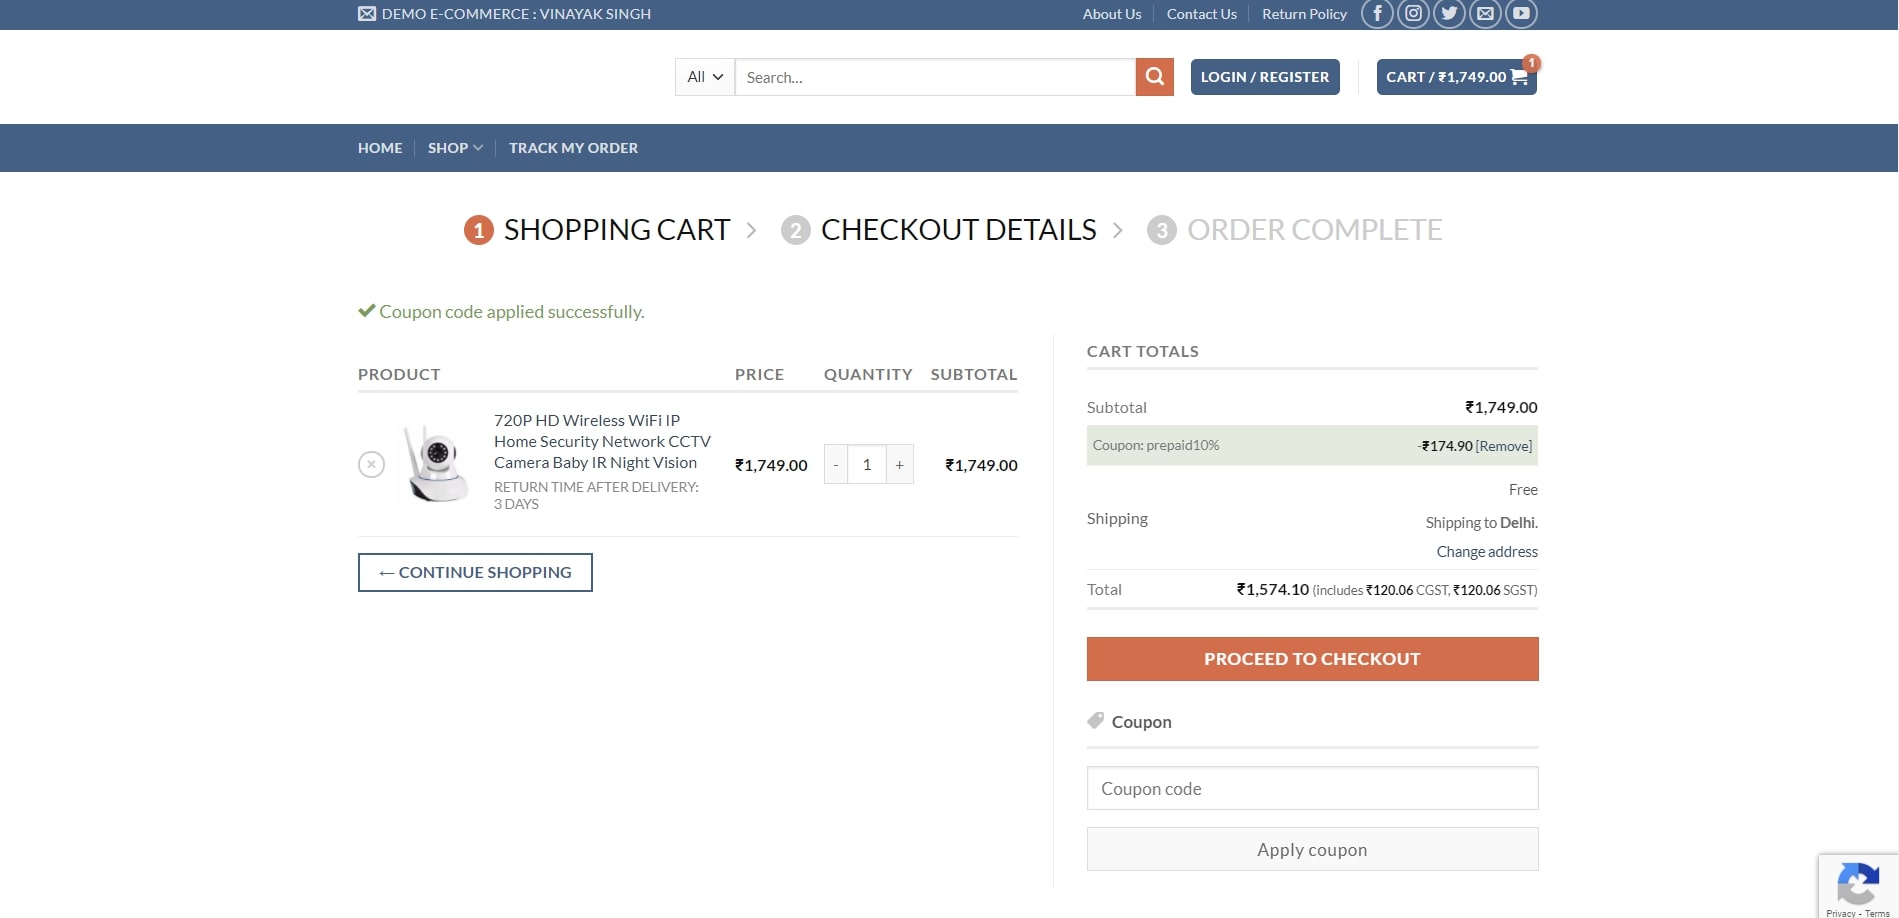 DEMO E-COMMERCE : VINAYAK SINGH
About Us
Contact Us
Return Policy
All
Search...
LOGIN / REGISTER
CART / ₹1,749.00
1
HOME
SHOP
TRACK MY ORDER
1 SHOPPING CART
2 CHECKOUT DETAILS
3 ORDER COMPLETE
Coupon code applied successfully.
PRODUCT PRICE QUANTITY SUBTOTAL
720P HD Wireless WiFi IP
Home Security Network CCTV
Camera Baby IR Night Vision
RETURN TIME AFTER DELIVERY:
3 DAYS
₹1,749.00
- 1 +
₹1,749.00
← CONTINUE SHOPPING
CART TOTALS
Subtotal ₹1,749.00
Coupon: prepaid10% -₹174.90 [Remove]
Shipping
Free
Shipping to Delhi.
Change address
Total ₹1,574.10 (includes ₹120.06 CGST, ₹120.06 SGST)
PROCEED TO CHECKOUT
Coupon
Coupon code
Apply coupon
Privacy - Terms